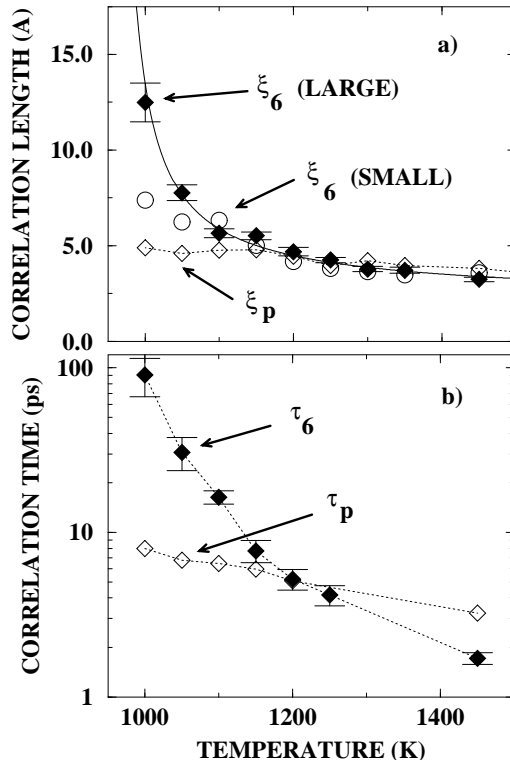 CORRELATION LENGTH (A)
15.0
10.0
5.0
0.0
a)
ξ6 (LARGE)
ξ6 (SMALL)
ξp
CORRELATION TIME (ps)
100
10
1
b)
τ6
τp
1000 1200 1400
TEMPERATURE (K)